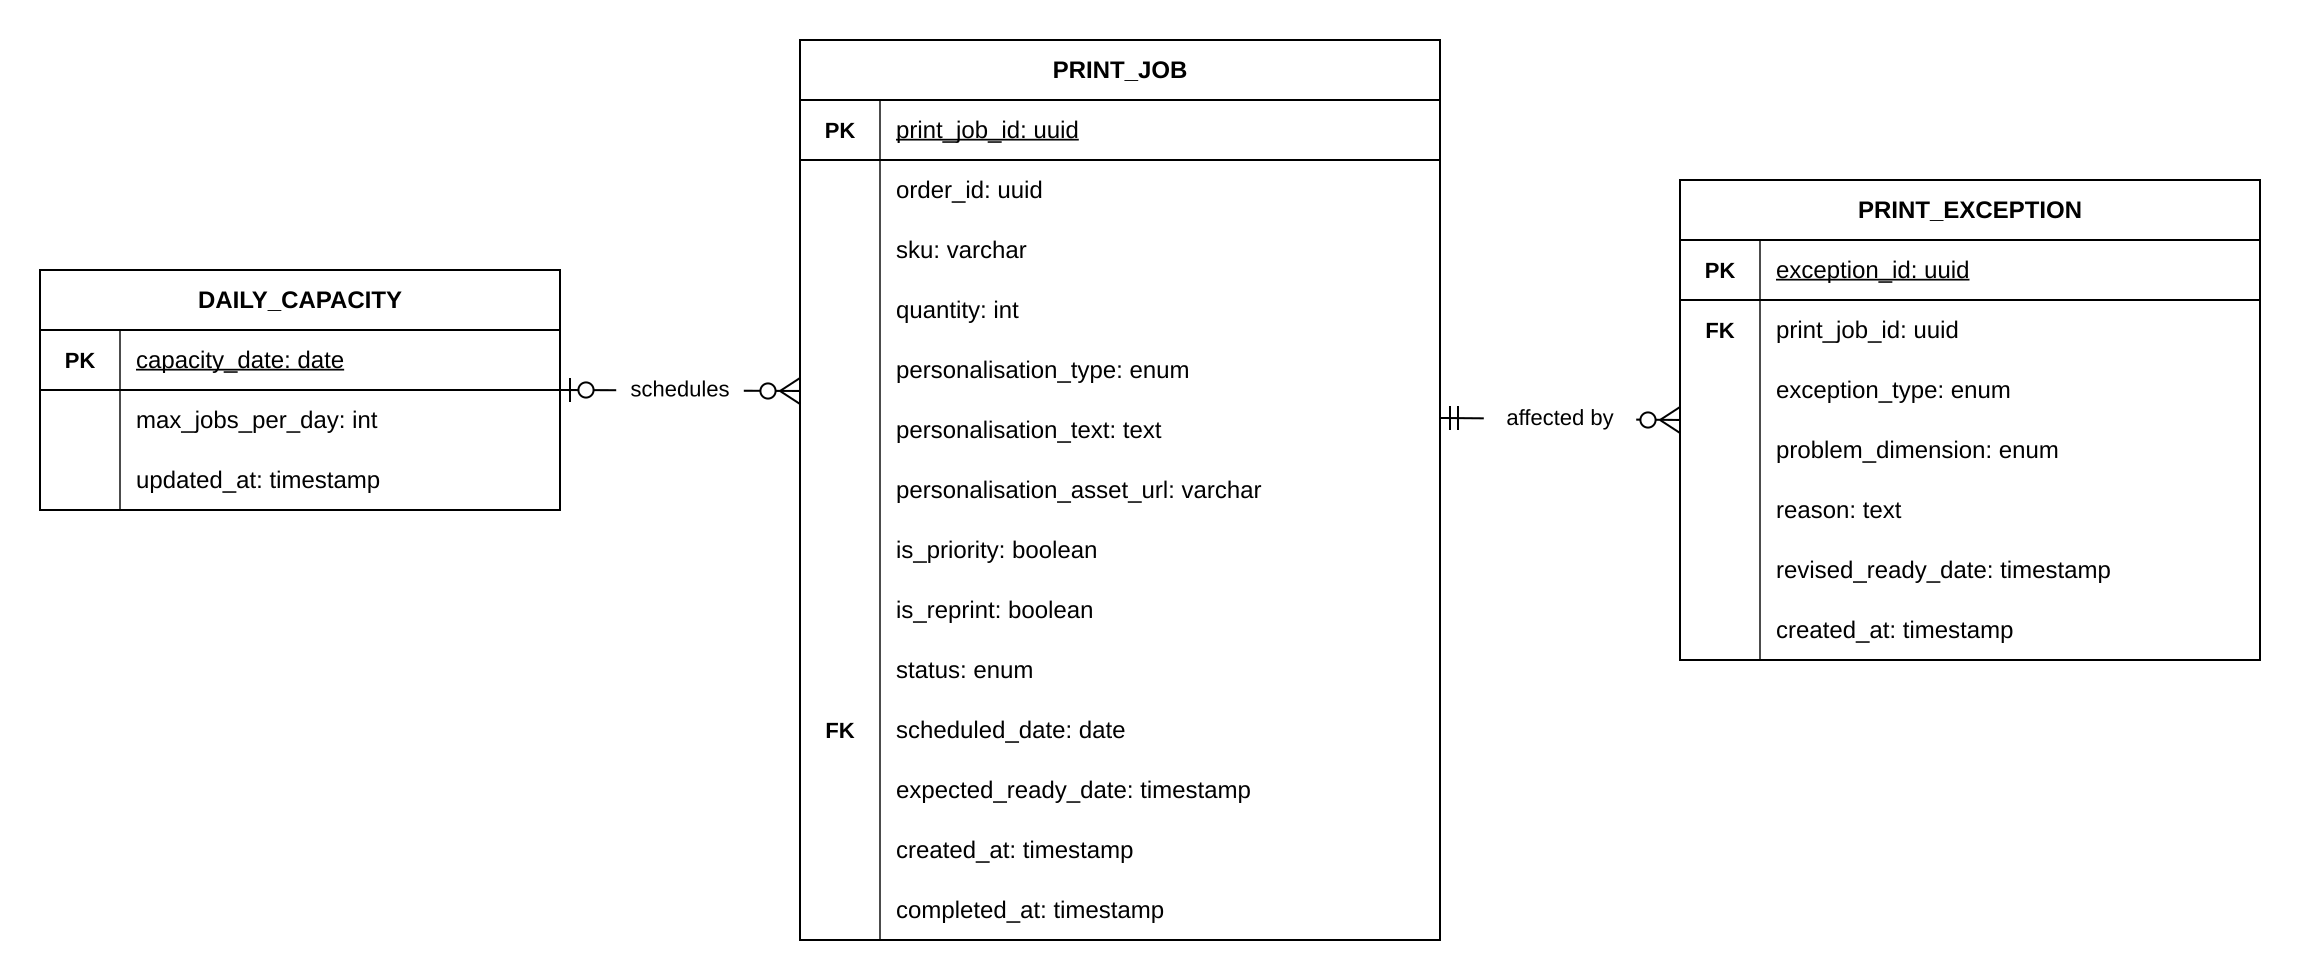 DAILY_CAPACITY
PK capacity_date: date
max_jobs_per_day: int
updated_at: timestamp
schedules
PRINT_JOB
PK print_job_id: uuid
order_id: uuid
sku: varchar
quantity: int
personalisation_type: enum
personalisation_text: text
personalisation_asset_url: varchar
is_priority: boolean
is_reprint: boolean
status: enum
FK scheduled_date: date
expected_ready_date: timestamp
created_at: timestamp
completed_at: timestamp
affected by
PRINT_EXCEPTION
PK exception_id: uuid
FK print_job_id: uuid
exception_type: enum
problem_dimension: enum
reason: text
revised_ready_date: timestamp
created_at: timestamp